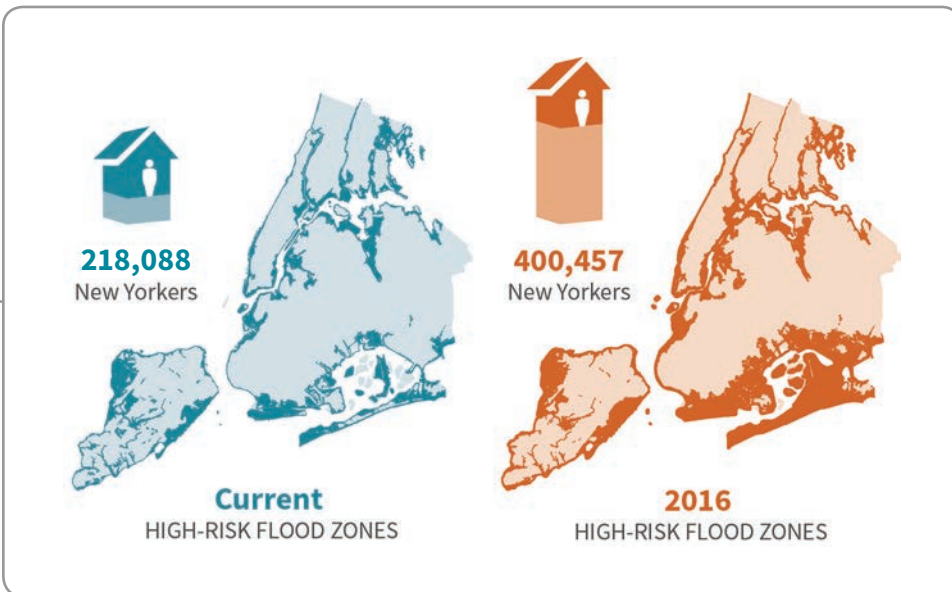 218,088
New Yorkers
Current
HIGH-RISK FLOOD ZONES
400,457
New Yorkers
2016
HIGH-RISK FLOOD ZONES